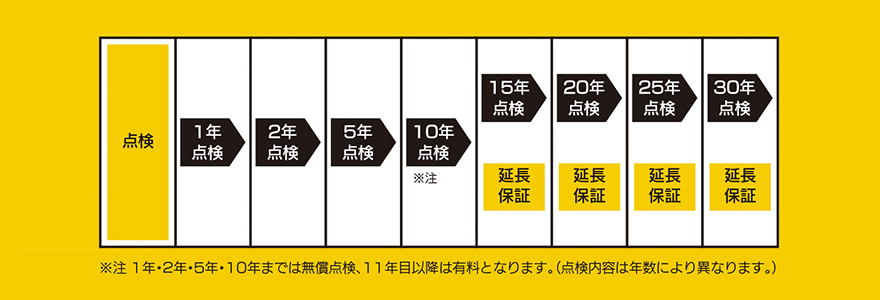 点検
1年
点検
2年
点検
5年
点検
10年
点検
※注
15年
点検
延長
保証
20年
点検
延長
保証
25年
点検
延長
保証
30年
点検
延長
保証
※注 1年・2年・5年・10年までは無償点検、11年目以降は有料となります。(点検内容は年数により異なります。)